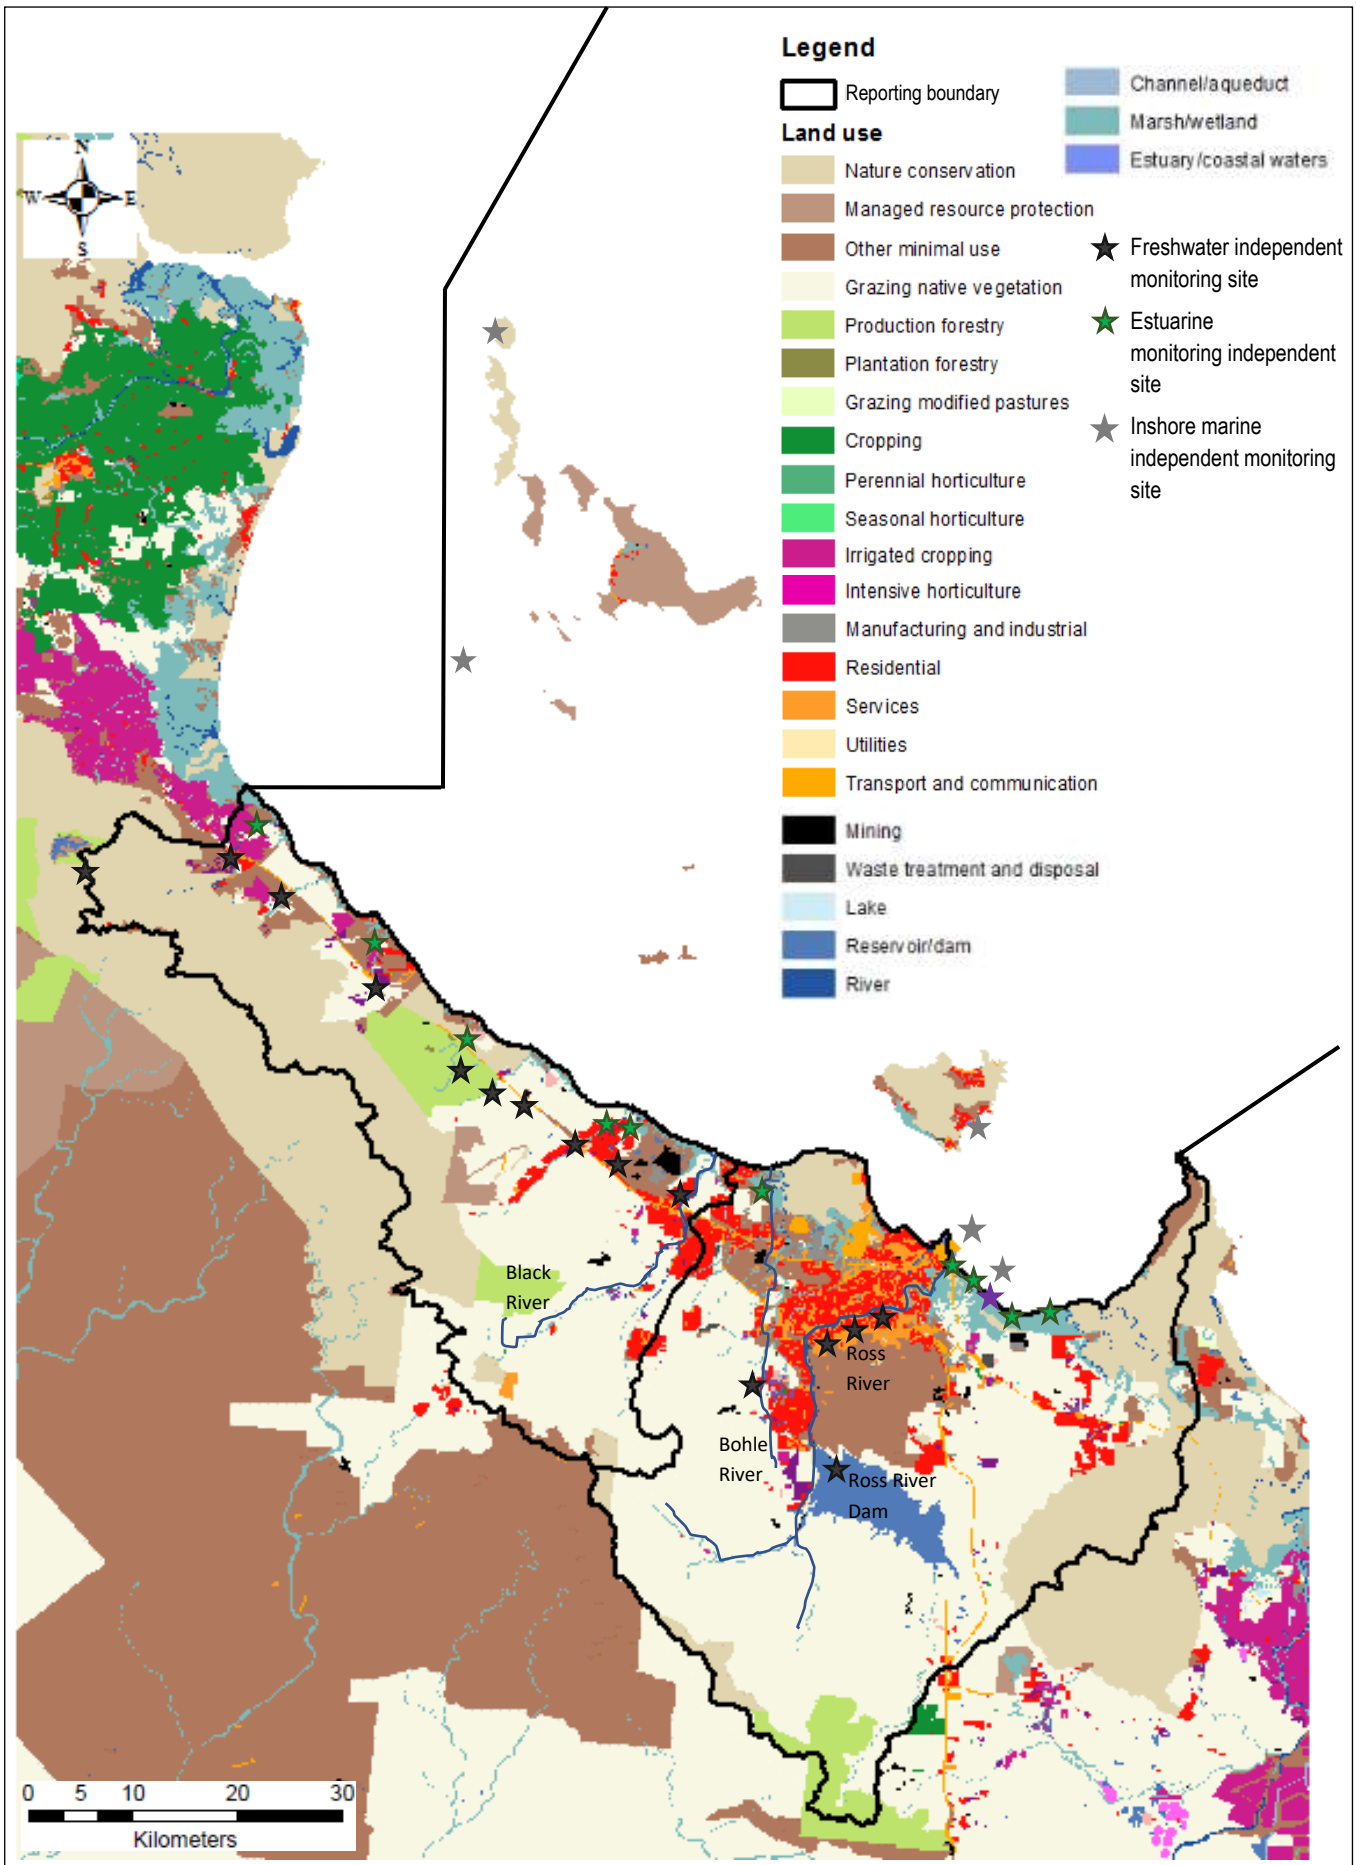 Legend
Reporting boundary
Land use
Nature conservation
Managed resource protection
Other minimal use
Grazing native vegetation
Production forestry
Plantation forestry
Grazing modified pastures
Cropping
Perennial horticulture
Seasonal horticulture
Irrigated cropping
Intensive horticulture
Manufacturing and industrial
Residential
Services
Utilities
Transport and communication
Mining
Waste treatment and disposal
Lake
Reservoir/dam
River
Channel/aqueduct
Marsh/wetland
Estuary/coastal waters
Freshwater independent
monitoring site
Estuarine
monitoring independent
site
Inshore marine
independent monitoring
site
N
W E
S
Black
River
Ross
River
Bohle
River
Ross River
Dam
0 5 10 20 30
Kilometers